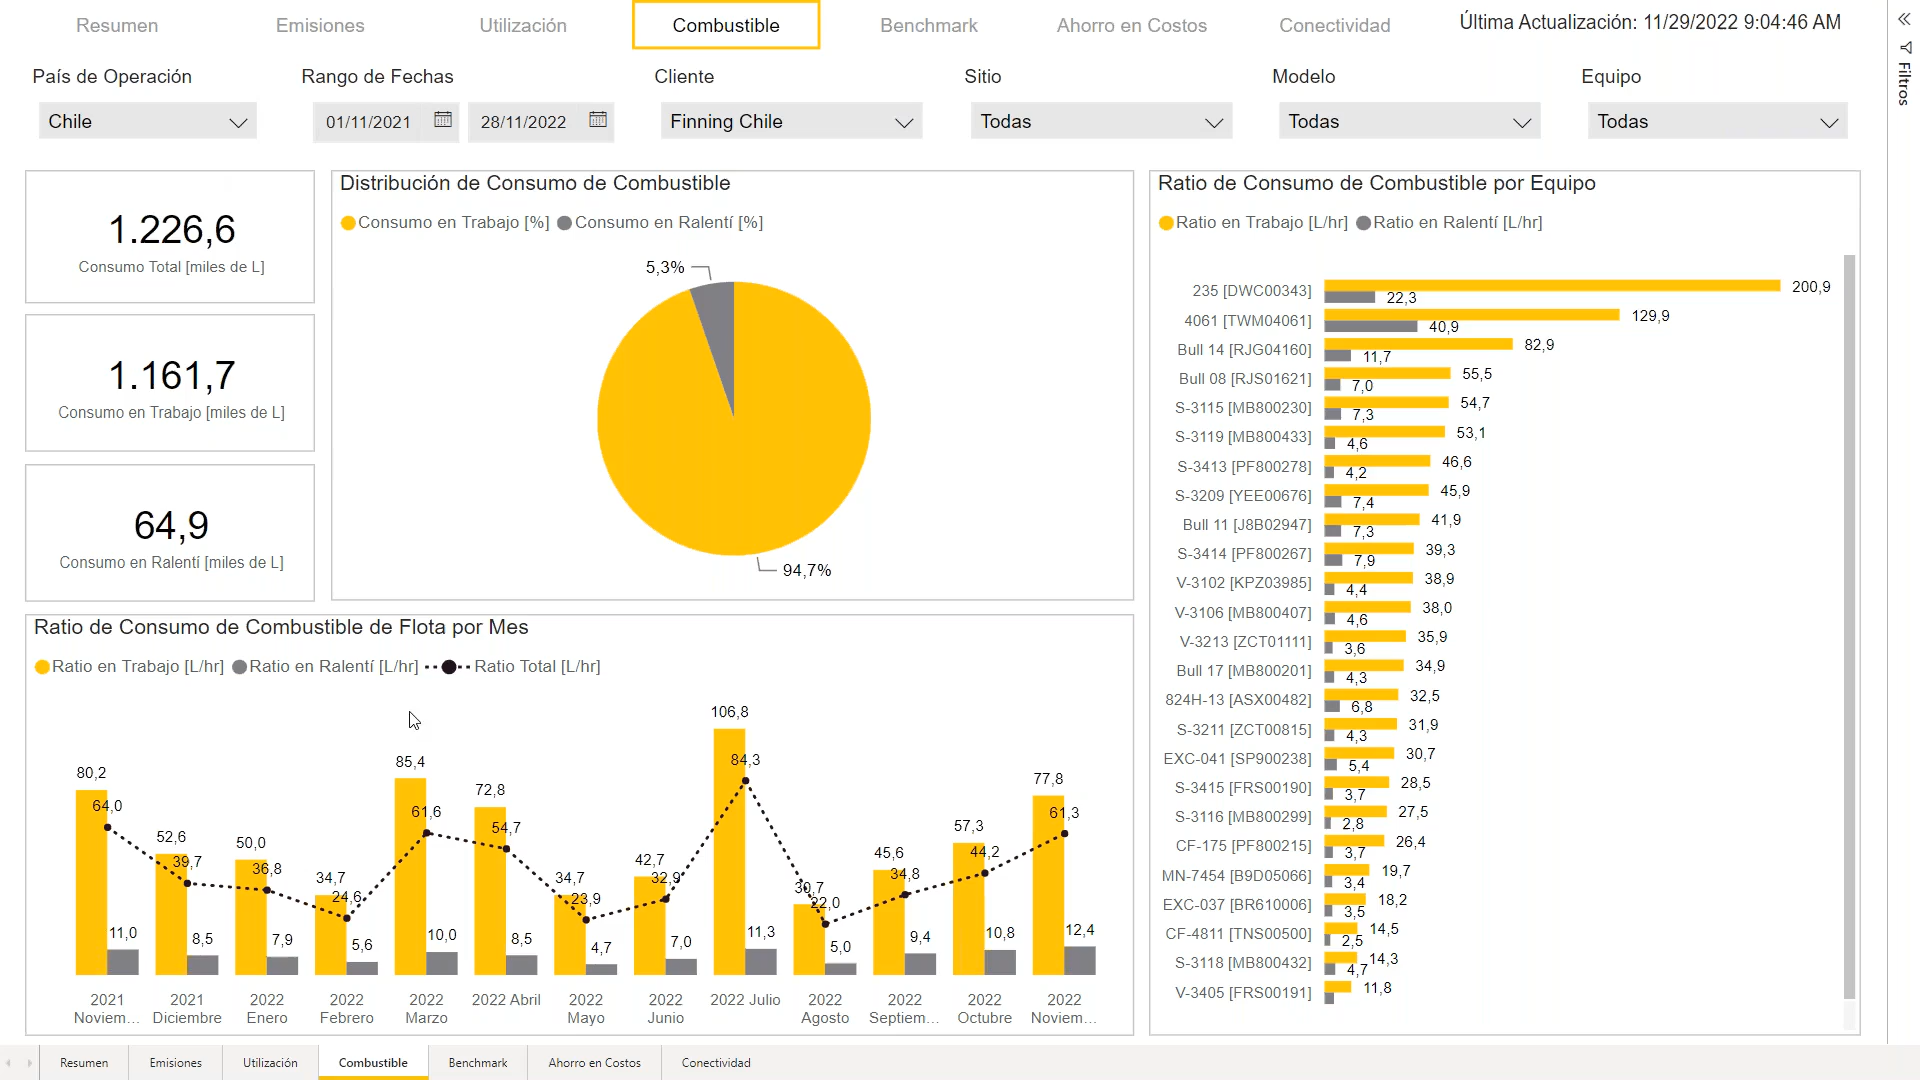 Resumen
Emisiones
Utilización
Combustible
Benchmark
Ahorro en Costos
Conectividad
Última Actualización: 11/29/2022 9:04:46 AM
Filtros
País de Operación
Chile
Rango de Fechas
01/11/2021
28/11/2022
Cliente
Finning Chile
Sitio
Todas
Modelo
Todas
Equipo
Todas
1.226,6
Consumo Total [miles de L]
1.161,7
Consumo en Trabajo [miles de L]
64,9
Consumo en Ralentí [miles de L]
Distribución de Consumo de Combustible
Consumo en Trabajo [%] Consumo en Ralentí [%]
5,3%
94,7%
Ratio de Consumo de Combustible de Flota por Mes
Ratio en Trabajo [L/hr] Ratio en Ralentí [L/hr] Ratio Total [L/hr]
80,2
64,0
11,0
52,6
39,7
8,5
50,0
36,8
7,9
34,7
24,6
5,6
85,4
61,6
10,0
72,8
54,7
8,5
34,7
23,9
4,7
42,7
32,9
7,0
106,8
84,3
11,3
30,7
22,0
5,0
45,6
34,8
9,4
57,3
44,2
10,8
77,8
61,3
12,4
2021
Noviem...
2021
Diciembre
2022
Enero
2022
Febrero
2022
Marzo
2022 Abril
2022
Mayo
2022
Junio
2022 Julio
2022
Agosto
2022
Septiem...
2022
Octubre
2022
Noviem...
Ratio de Consumo de Combustible por Equipo
Ratio en Trabajo [L/hr] Ratio en Ralentí [L/hr]
235 [DWC00343] 200,9
22,3
4061 [TWM04061] 129,9
40,9
Bull 14 [RJG04160] 82,9
11,7
Bull 08 [RJS01621] 55,5
7,0
S-3115 [MB800230] 54,7
7,3
S-3119 [MB800433] 53,1
4,6
S-3413 [PF800278] 46,6
4,2
S-3209 [YEE00676] 45,9
7,4
Bull 11 [J8B02947] 41,9
7,3
S-3414 [PF800267] 39,3
7,9
V-3102 [KPZ03985] 38,9
4,4
V-3106 [MB800407] 38,0
4,6
V-3213 [ZCT01111] 35,9
3,6
Bull 17 [MB800201] 34,9
4,3
824H-13 [ASX00482] 32,5
6,8
S-3211 [ZCT00815] 31,9
4,3
EXC-041 [SP900238] 30,7
5,4
S-3415 [FRS00190] 28,5
3,7
S-3116 [MB800299] 27,5
2,8
CF-175 [PF800215] 26,4
3,7
MN-7454 [B9D05066] 19,7
3,4
EXC-037 [BR610006] 18,2
3,5
CF-4811 [TNS00500] 14,5
2,5
S-3118 [MB800432] 14,3
4,7
V-3405 [FRS00191] 11,8
Resumen
Emisiones
Utilización
Combustible
Benchmark
Ahorro en Costos
Conectividad